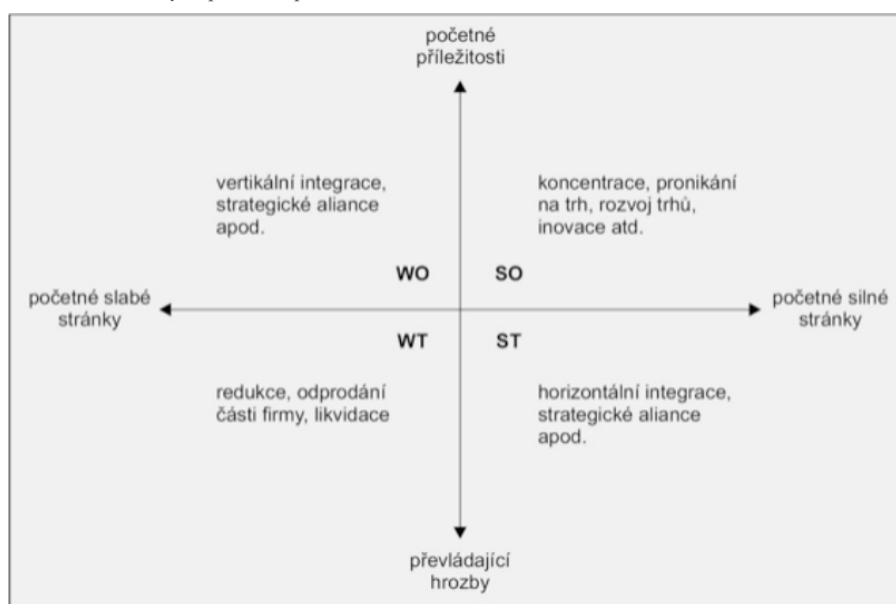 početné
příležitosti
vertikální integrace,
strategické aliance
apod.
koncentrace, pronikání
na trh, rozvoj trhů,
inovace atd.
WO
SO
početné slabé
stránky
početné silné
stránky
WT
ST
redukce, odprodání
části firmy, likvidace
horizontální integrace,
strategické aliance
apod.
převládající
hrozby